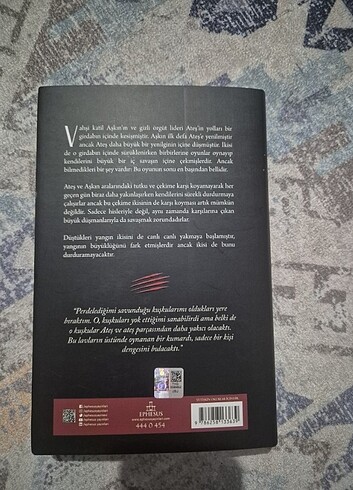 Vahşi katil Aşkın'ın ve gizli örgüt lideri Ateş'in yolları bir
girdabın içinde kesişmiştir. Aşkın ilk defa Ateş'e yenilmiştir
ancak Ateş daha büyük bir yenilginin içine düşmüştür. İkisi
de o girdabın içinde sürüklenirken birbirlerine oyunlar oynayıp
kendilerini büyük bir iç savaşın içine çekmişlerdir. Ancak
bilmedikleri bir şey vardır: Bu oyunun sonu en başından bellidir.
Ateş ve Aşkın aralarındaki tutku ve çekime karşı koyamayarak her
geçen gün biraz daha yakınlaşırken kendilerini sürekli durdurmaya
çalışırlar ancak bu çekime ikisinin de karşı koyması artık mümkün
değildir. Sadece hisleriyle değil, aynı zamanda karşılarına çıkan
büyük düşmanlarıyla da savaşmak zorundadırlar.
Düştükleri yangın ikisini de canlı canlı yakmaya başlamıştır,
yangının büyüklüğünü fark etmişlerdir ancak ikisi de bunu
durduramayacaktır.
"Perdelediğimi savunduğu kuşkularımı oldukları yere
bıraktım. O, kuşkuları yok ettiğimi sanabilirdi ama belki de
o kuşkular Ateş ve ateş parçasından daha yakıcı olacaktı.
Bu lavların üstünde oynanan bir kumardı, sadece bir kişi
dengesini bulacaktı."
EPHESUS
www.ephesusyayinlari.com
444 0 454